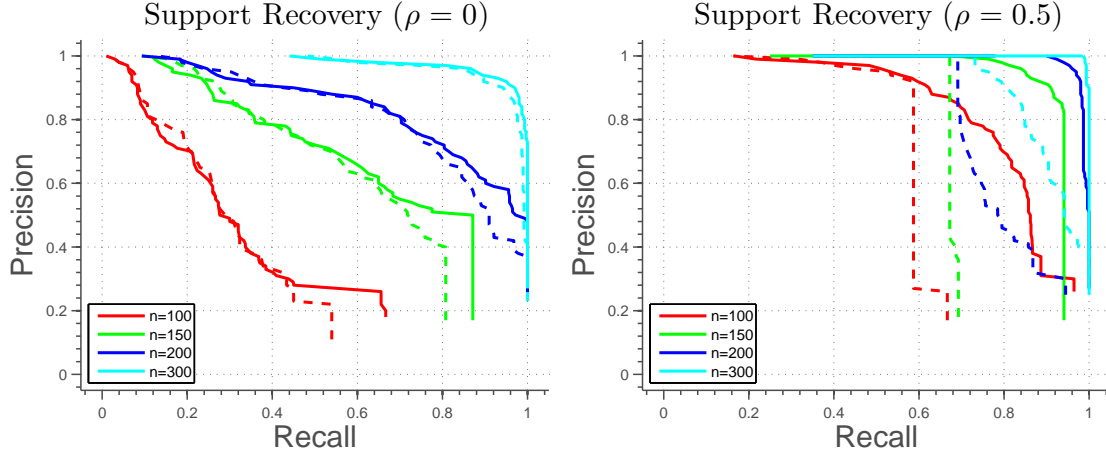 Support Recovery (ρ = 0)
1
0.8
0.6
0.4
0.2
0
Precision
n=100
n=150
n=200
n=300
0
0.2
0.4
0.6
0.8
1
Recall
Support Recovery (ρ = 0.5)
1
0.8
0.6
0.4
0.2
0
Precision
n=100
n=150
n=200
n=300
0
0.2
0.4
0.6
0.8
1
Recall